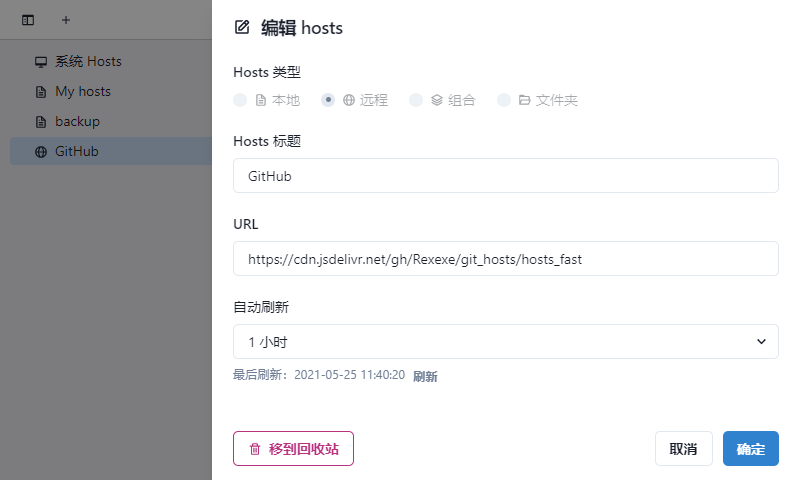 系统 Hosts
My hosts
backup
GitHub
编辑 hosts
Hosts 类型
本地 远程 组合 文件夹
Hosts 标题
GitHub
URL
https://cdn.jsdelivr.net/gh/Rexexe/git_hosts/hosts_fast
自动刷新
1 小时
最后刷新：2021-05-25 11:40:20 刷新
移到回收站 取消 确定